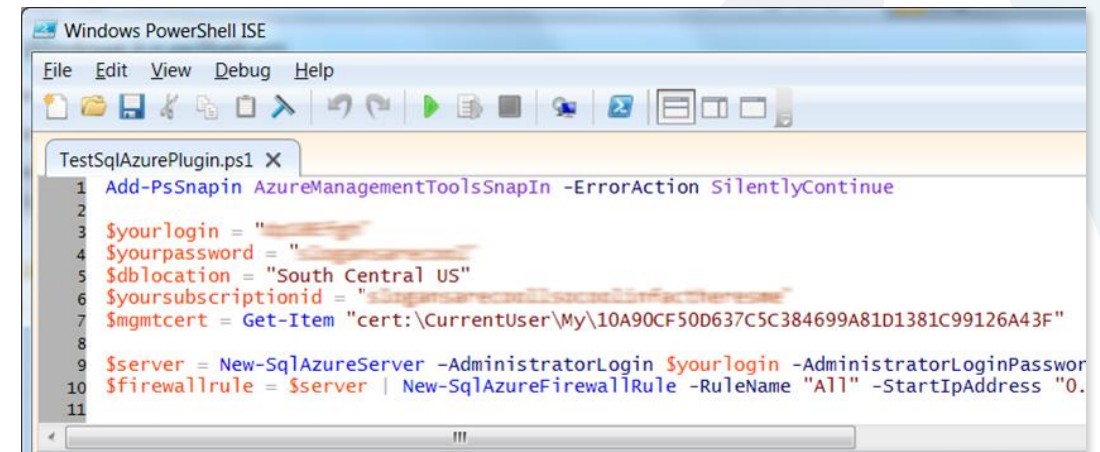 Windows PowerShell ISE
File Edit View Debug Help
TestSqlAzurePlugin.ps1 X
1 Add-PsSnapin AzureManagementToolsSnapIn -ErrorAction SilentlyContinue
2
3 $yourlogin = "
4 $yourpassword = "
5 $dblocation = "South Central US"
6 $yoursubscriptionid = "
7 $mgmtcert = Get-Item "cert:\CurrentUser\My\10A90CF50D637C5C384699A81D1381C99126A43F"
8
9 $server = New-SqlAzureServer -AdministratorLogin $yourlogin -AdministratorLoginPasswor
10 $firewallrule = $server | New-SqlAzureFirewallRule -RuleName "All" -StartIpAddress "0.
11